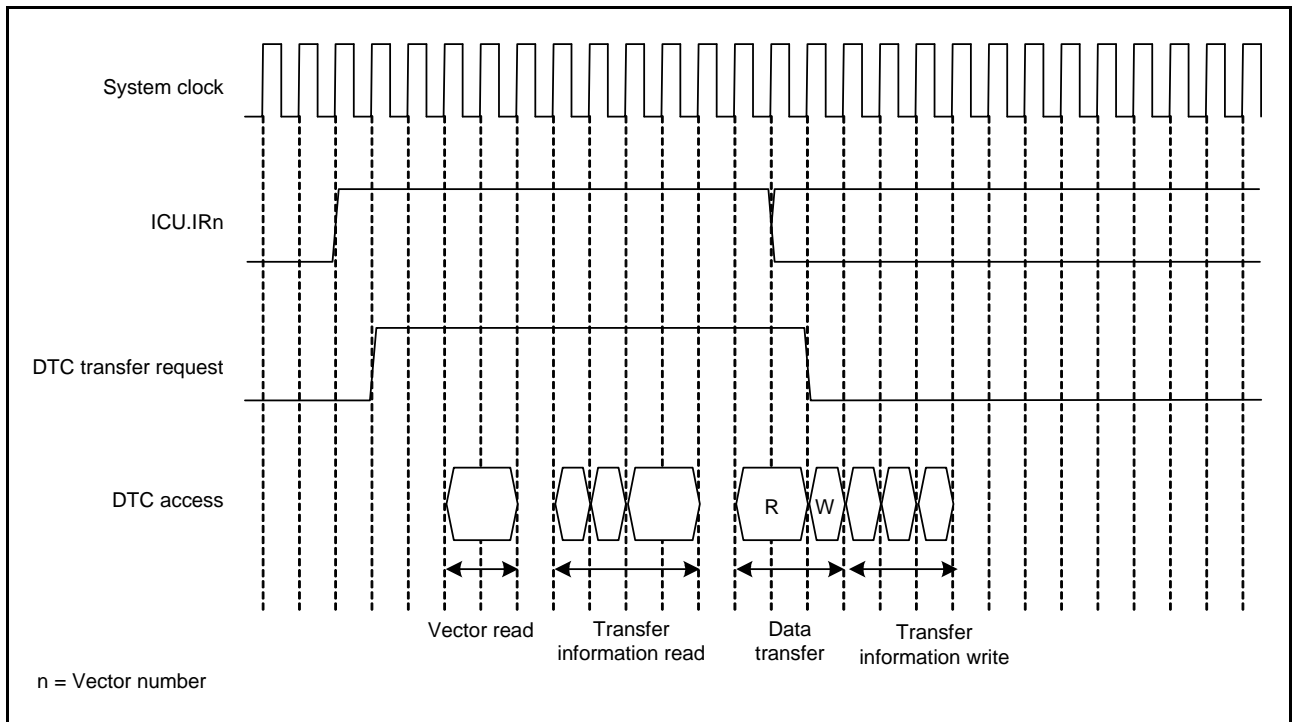 System clock
ICU.IRn
DTC transfer request
DTC access
R
W
Vector read
Transfer
information read
Data
transfer
Transfer
information write
n = Vector number